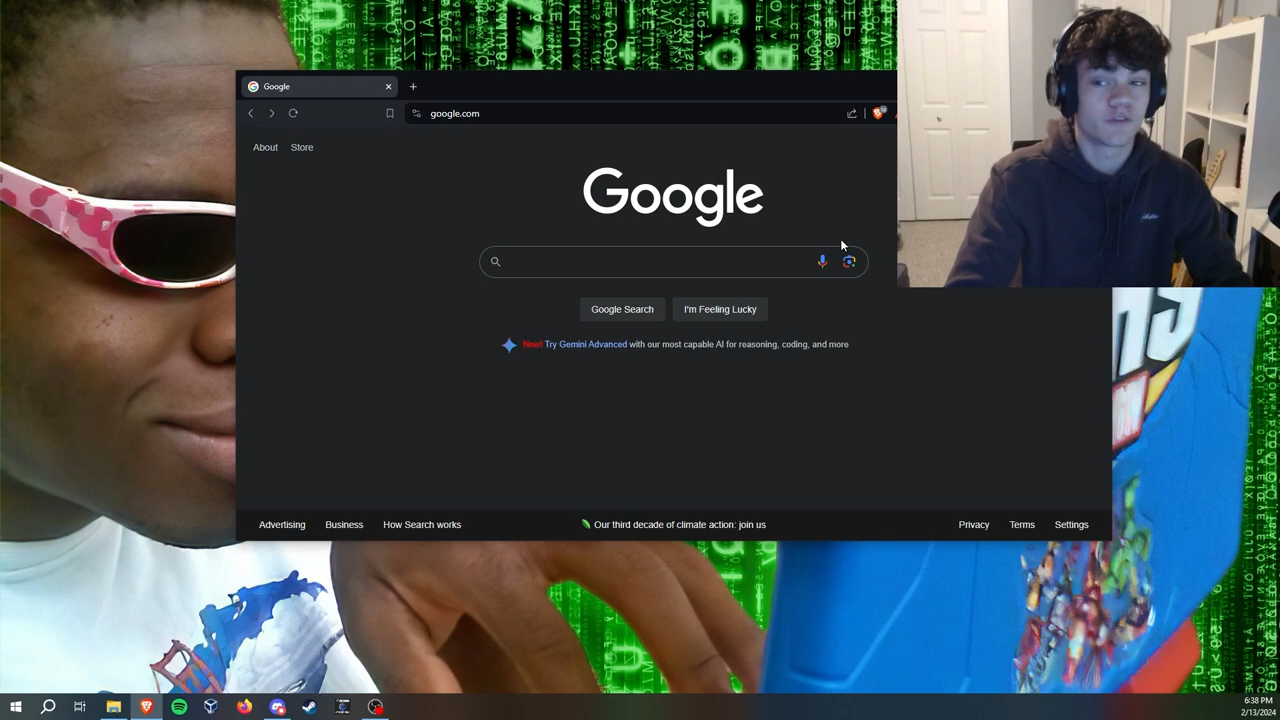 Google
google.com
About Store
Google
Google Search I'm Feeling Lucky
New! Try Gemini Advanced with our most capable AI for reasoning, coding, and more
Advertising Business How Search works Our third decade of climate action: join us Privacy Terms Settings
6:38 PM
2/13/2024